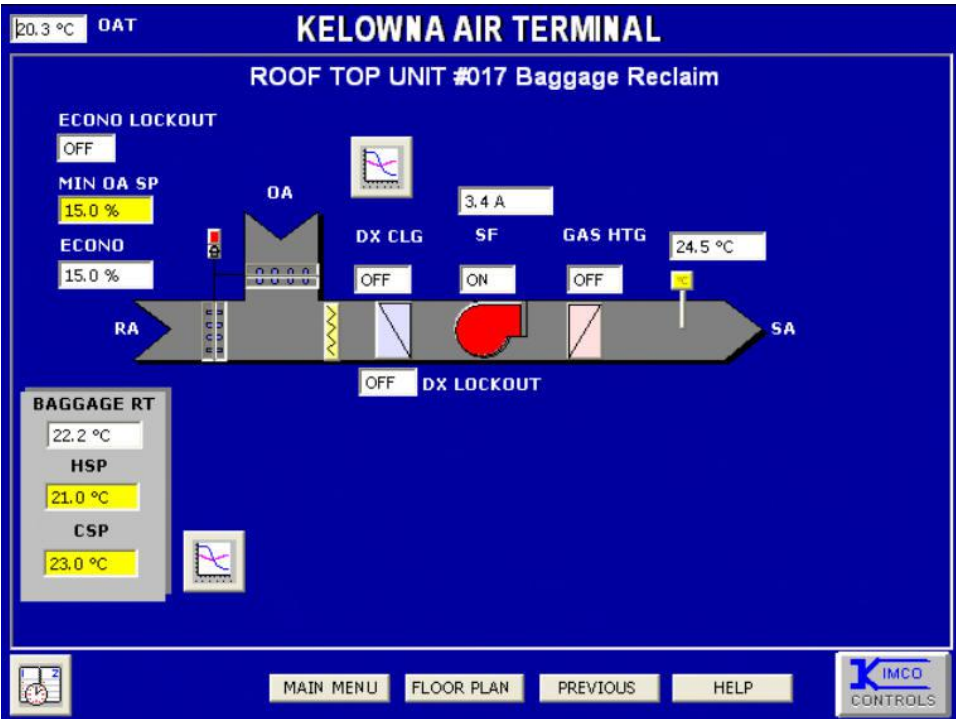 20.3 °C OAT
KELOWNA AIR TERMINAL
ROOF TOP UNIT #017 Baggage Reclaim
ECONO LOCKOUT
OFF
MIN OA SP
15.0 %
ECONO
15.0 %
OA
3.4 A
DX CLG
SF
GAS HTG
24.5 °C
OFF
ON
OFF
°C
RA
SA
OFF DX LOCKOUT
BAGGAGE RT
22.2 °C
HSP
21.0 °C
CSP
23.0 °C
1 2
MAIN MENU
FLOOR PLAN
PREVIOUS
HELP
KIMCO
CONTROLS